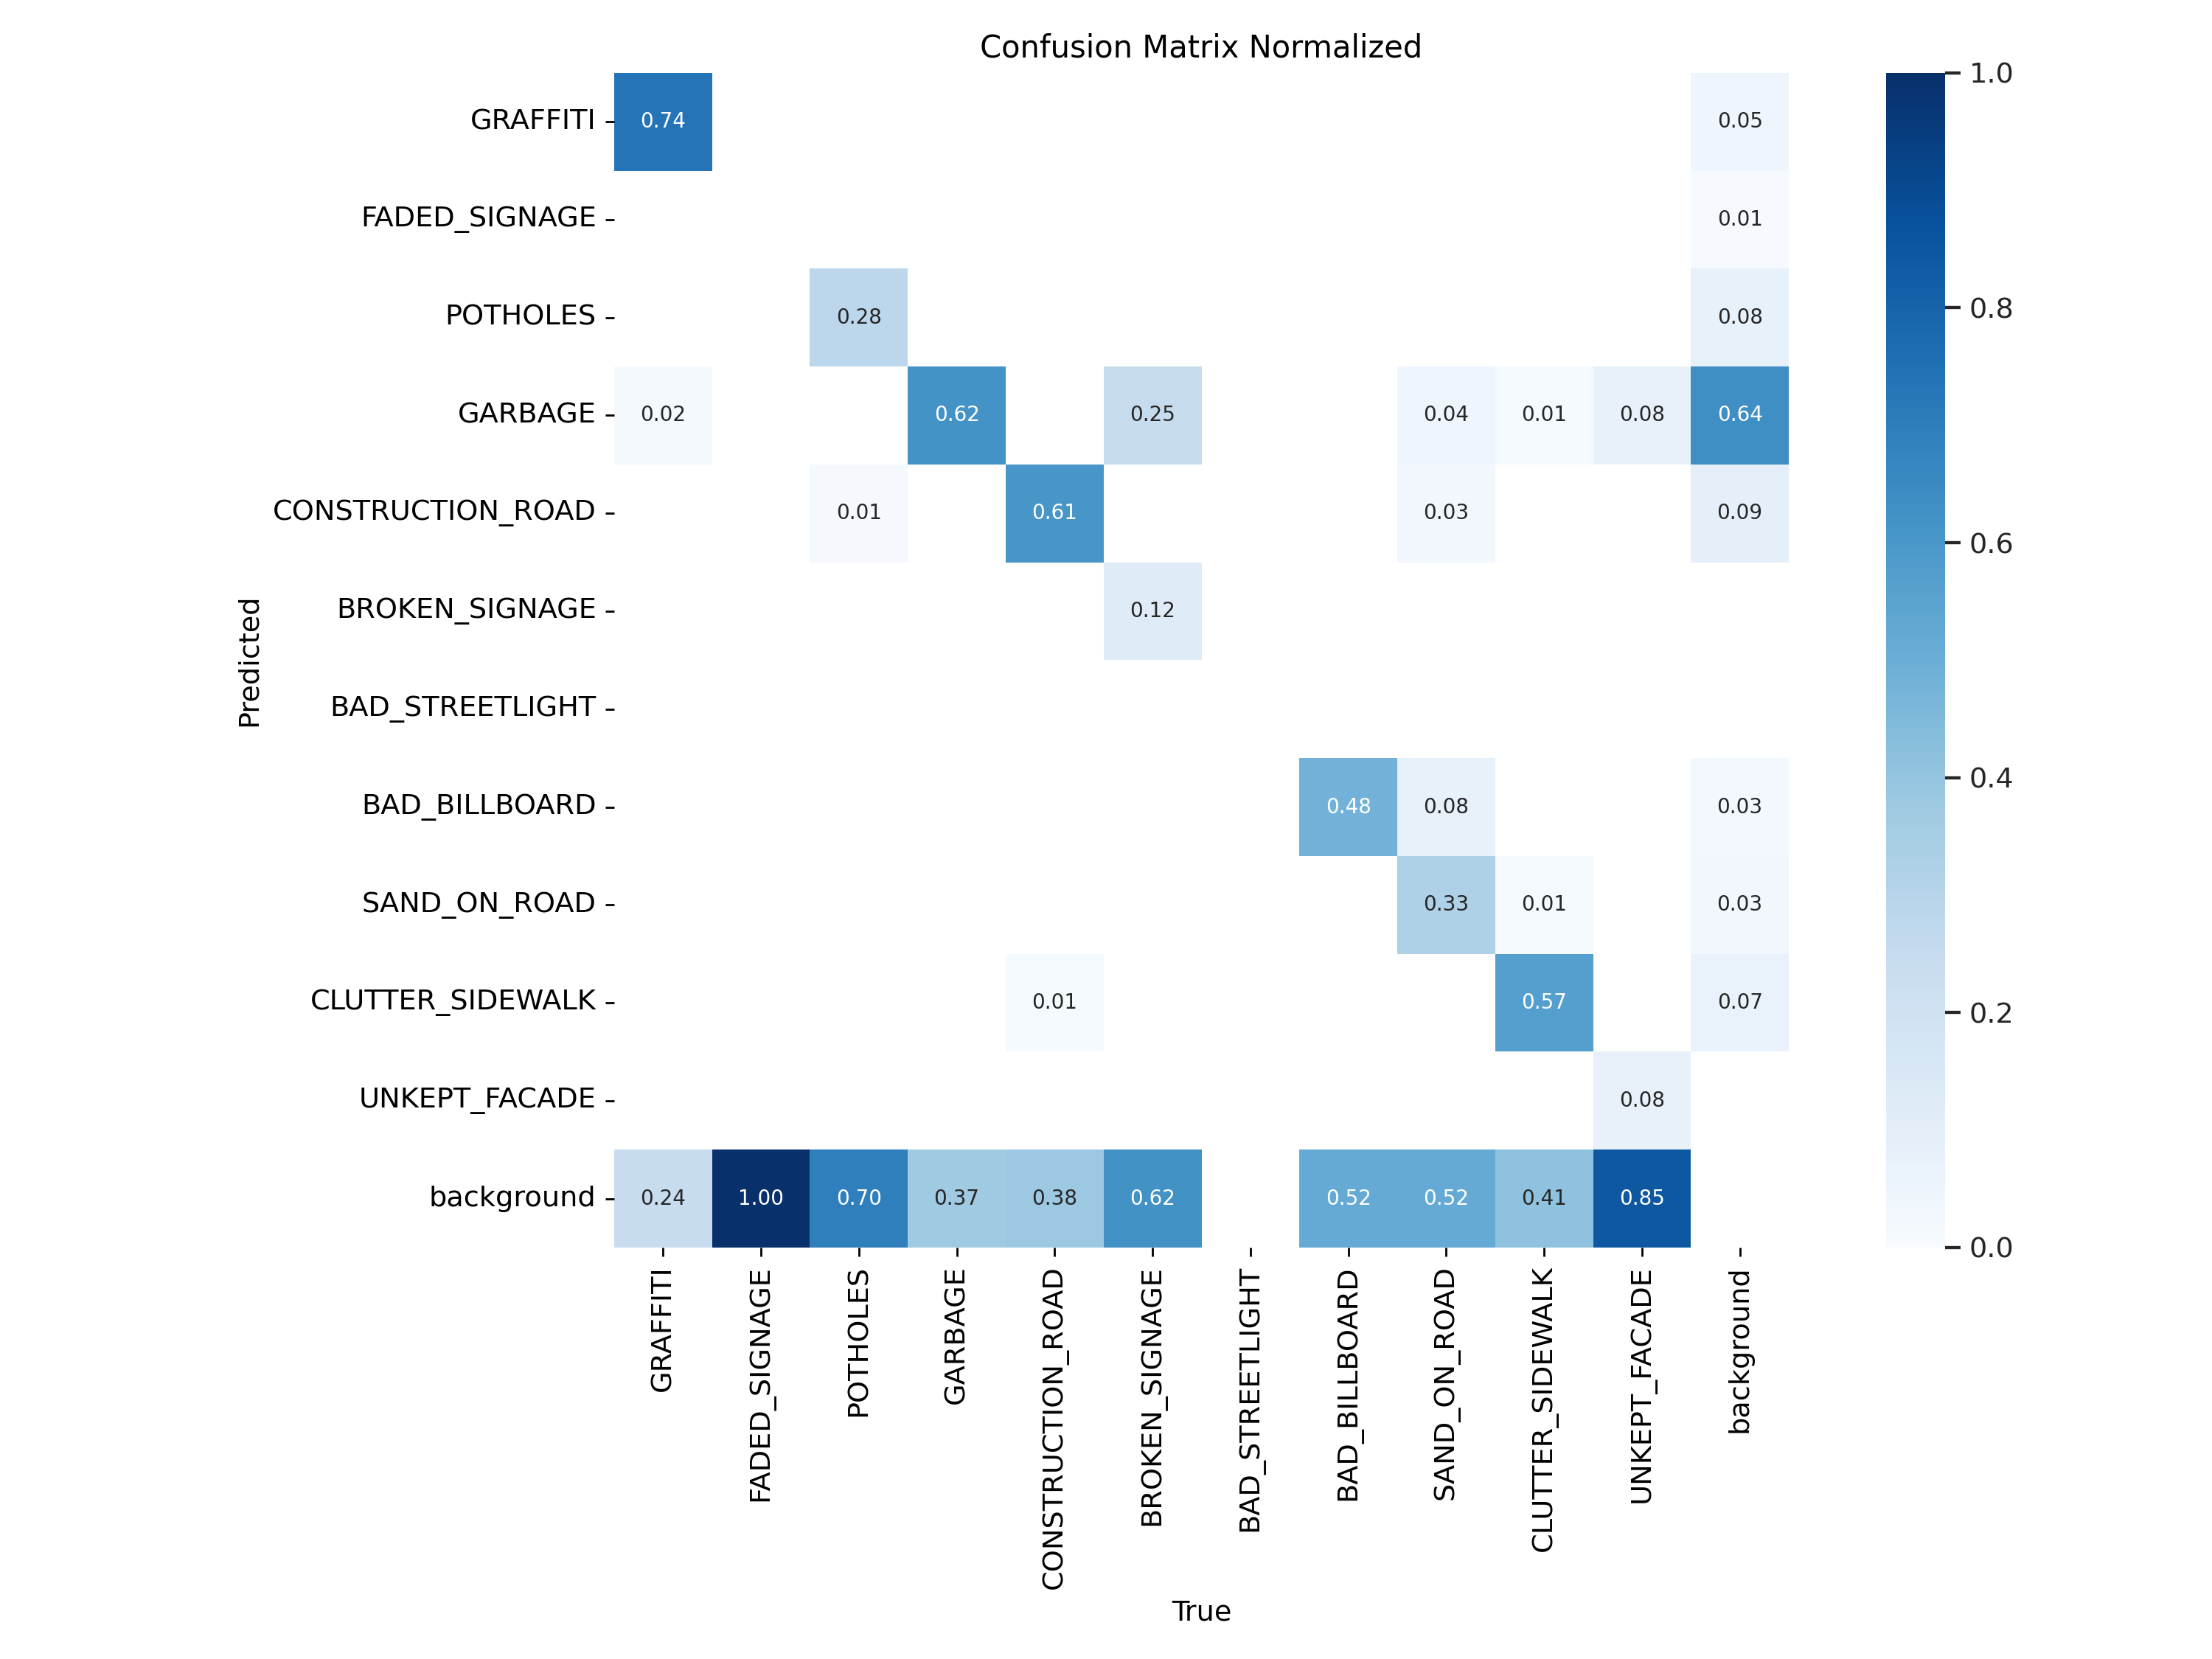 Confusion Matrix Normalized
GRAFFITI 0.74 0.05
FADED_SIGNAGE 0.01
POTHOLES 0.28 0.08
GARBAGE 0.02 0.62 0.25 0.04 0.01 0.08 0.64
CONSTRUCTION_ROAD 0.01 0.61 0.03 0.09
BROKEN_SIGNAGE 0.12
BAD_STREETLIGHT
BAD_BILLBOARD 0.48 0.08 0.03
SAND_ON_ROAD 0.33 0.01 0.03
CLUTTER_SIDEWALK 0.01 0.57 0.07
UNKEPT_FACADE 0.08
background 0.24 1.00 0.70 0.37 0.38 0.62 0.52 0.52 0.41 0.85
Predicted
GRAFFITI
FADED_SIGNAGE
POTHOLES
GARBAGE
CONSTRUCTION_ROAD
BROKEN_SIGNAGE
BAD_STREETLIGHT
BAD_BILLBOARD
SAND_ON_ROAD
CLUTTER_SIDEWALK
UNKEPT_FACADE
background
True
1.0
0.8
0.6
0.4
0.2
0.0